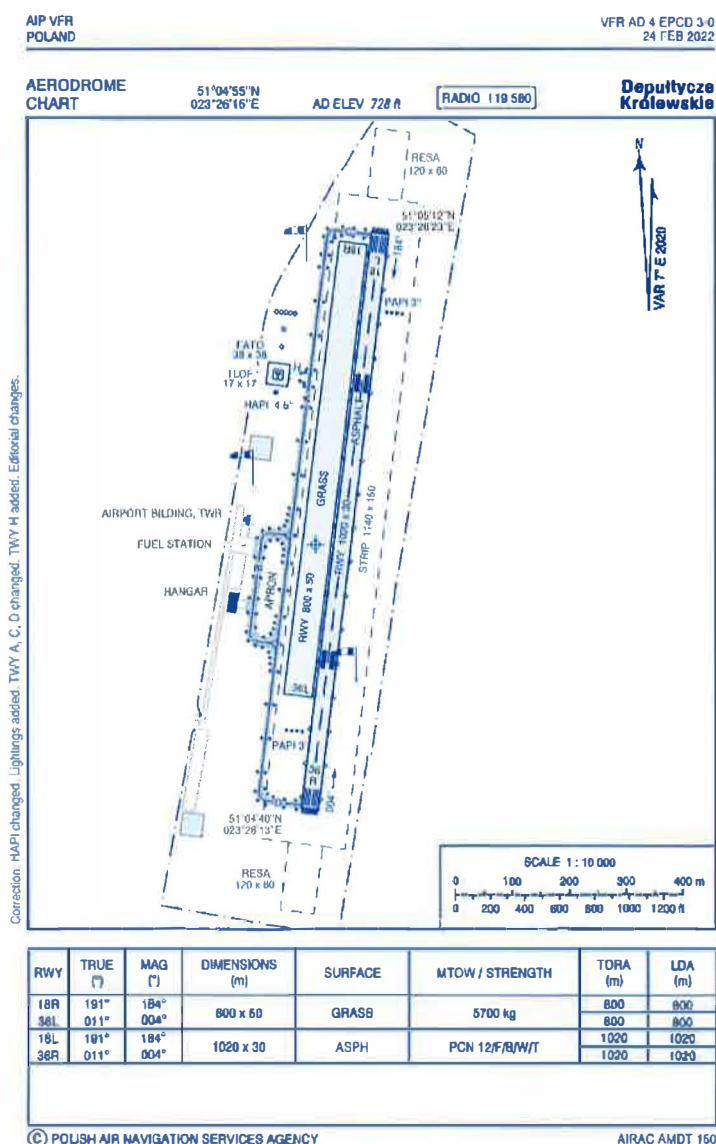 AIP VFR
POLAND
VFR AD 4 EPCD 3-0
24 FEB 2022
AERODROME
CHART
51°04'55"N
023°26'16"E
AD ELEV 728 ft
RADIO 119 580
Depułtycze
Królewskie
RESA
120 x 60
N
VAR 7° E 2020
51°05'12"N
023°26'23"E
18R
184°
PAPI 3°
FATO
38 x 38
TLOF
17 x 17
H
HAPI 4.6°
ASPHALT
GRASS
AIRPORT BILDING, TWR
FUEL STATION
HANGAR
APRON
RWY 800 x 50
RWY 1020 x 30
STRIP 1140 x 150
36L
PAPI 3°
36
R
004°
51°04'40"N
023°26'13"E
RESA
120 x 60
SCALE 1 : 10 000
0 100 200 300 400 m
0 200 400 600 800 1000 1200 ft
Correction: HAPI changed. Lightings added. TWY A, C, D changed. TWY H added. Editorial changes.
RWY TRUE (°) MAG (°) DIMENSIONS (m) SURFACE MTOW / STRENGTH TORA (m) LDA (m)
18R 191° 184° 800 x 50 GRASS 5700 kg 800 800
36L 011° 004° 800 800
18L 191° 184° 1020 x 30 ASPH PCN 12/F/B/W/T 1020 1020
36R 011° 004° 1020 1020
© POLISH AIR NAVIGATION SERVICES AGENCY
AIRAC AMDT 190